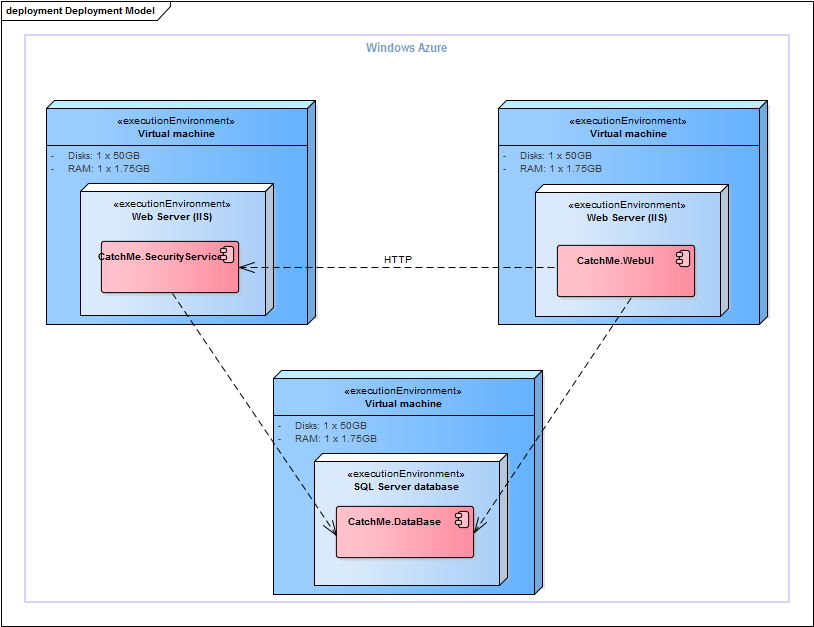 deployment Deployment Model
Windows Azure
«executionEnvironment»
Virtual machine
- Disks: 1 x 50GB
- RAM: 1 x 1.75GB
«executionEnvironment»
Web Server (IIS)
CatchMe.SecurityService
HTTP
«executionEnvironment»
Virtual machine
- Disks: 1 x 50GB
- RAM: 1 x 1.75GB
«executionEnvironment»
Web Server (IIS)
CatchMe.WebUI
«executionEnvironment»
Virtual machine
- Disks: 1 x 50GB
- RAM: 1 x 1.75GB
«executionEnvironment»
SQL Server database
CatchMe.DataBase